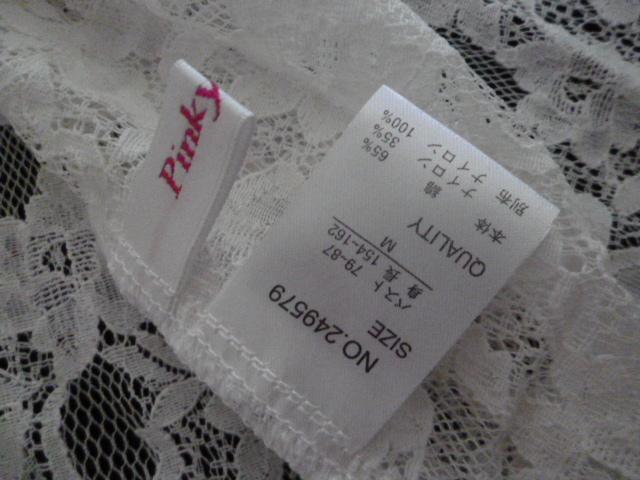 Pinky
NO.249579
SIZE
バスト 79-87
身長 154-162
M
QUALITY
本体 綿 65%
ナイロン 35%
別布 ナイロン 100%